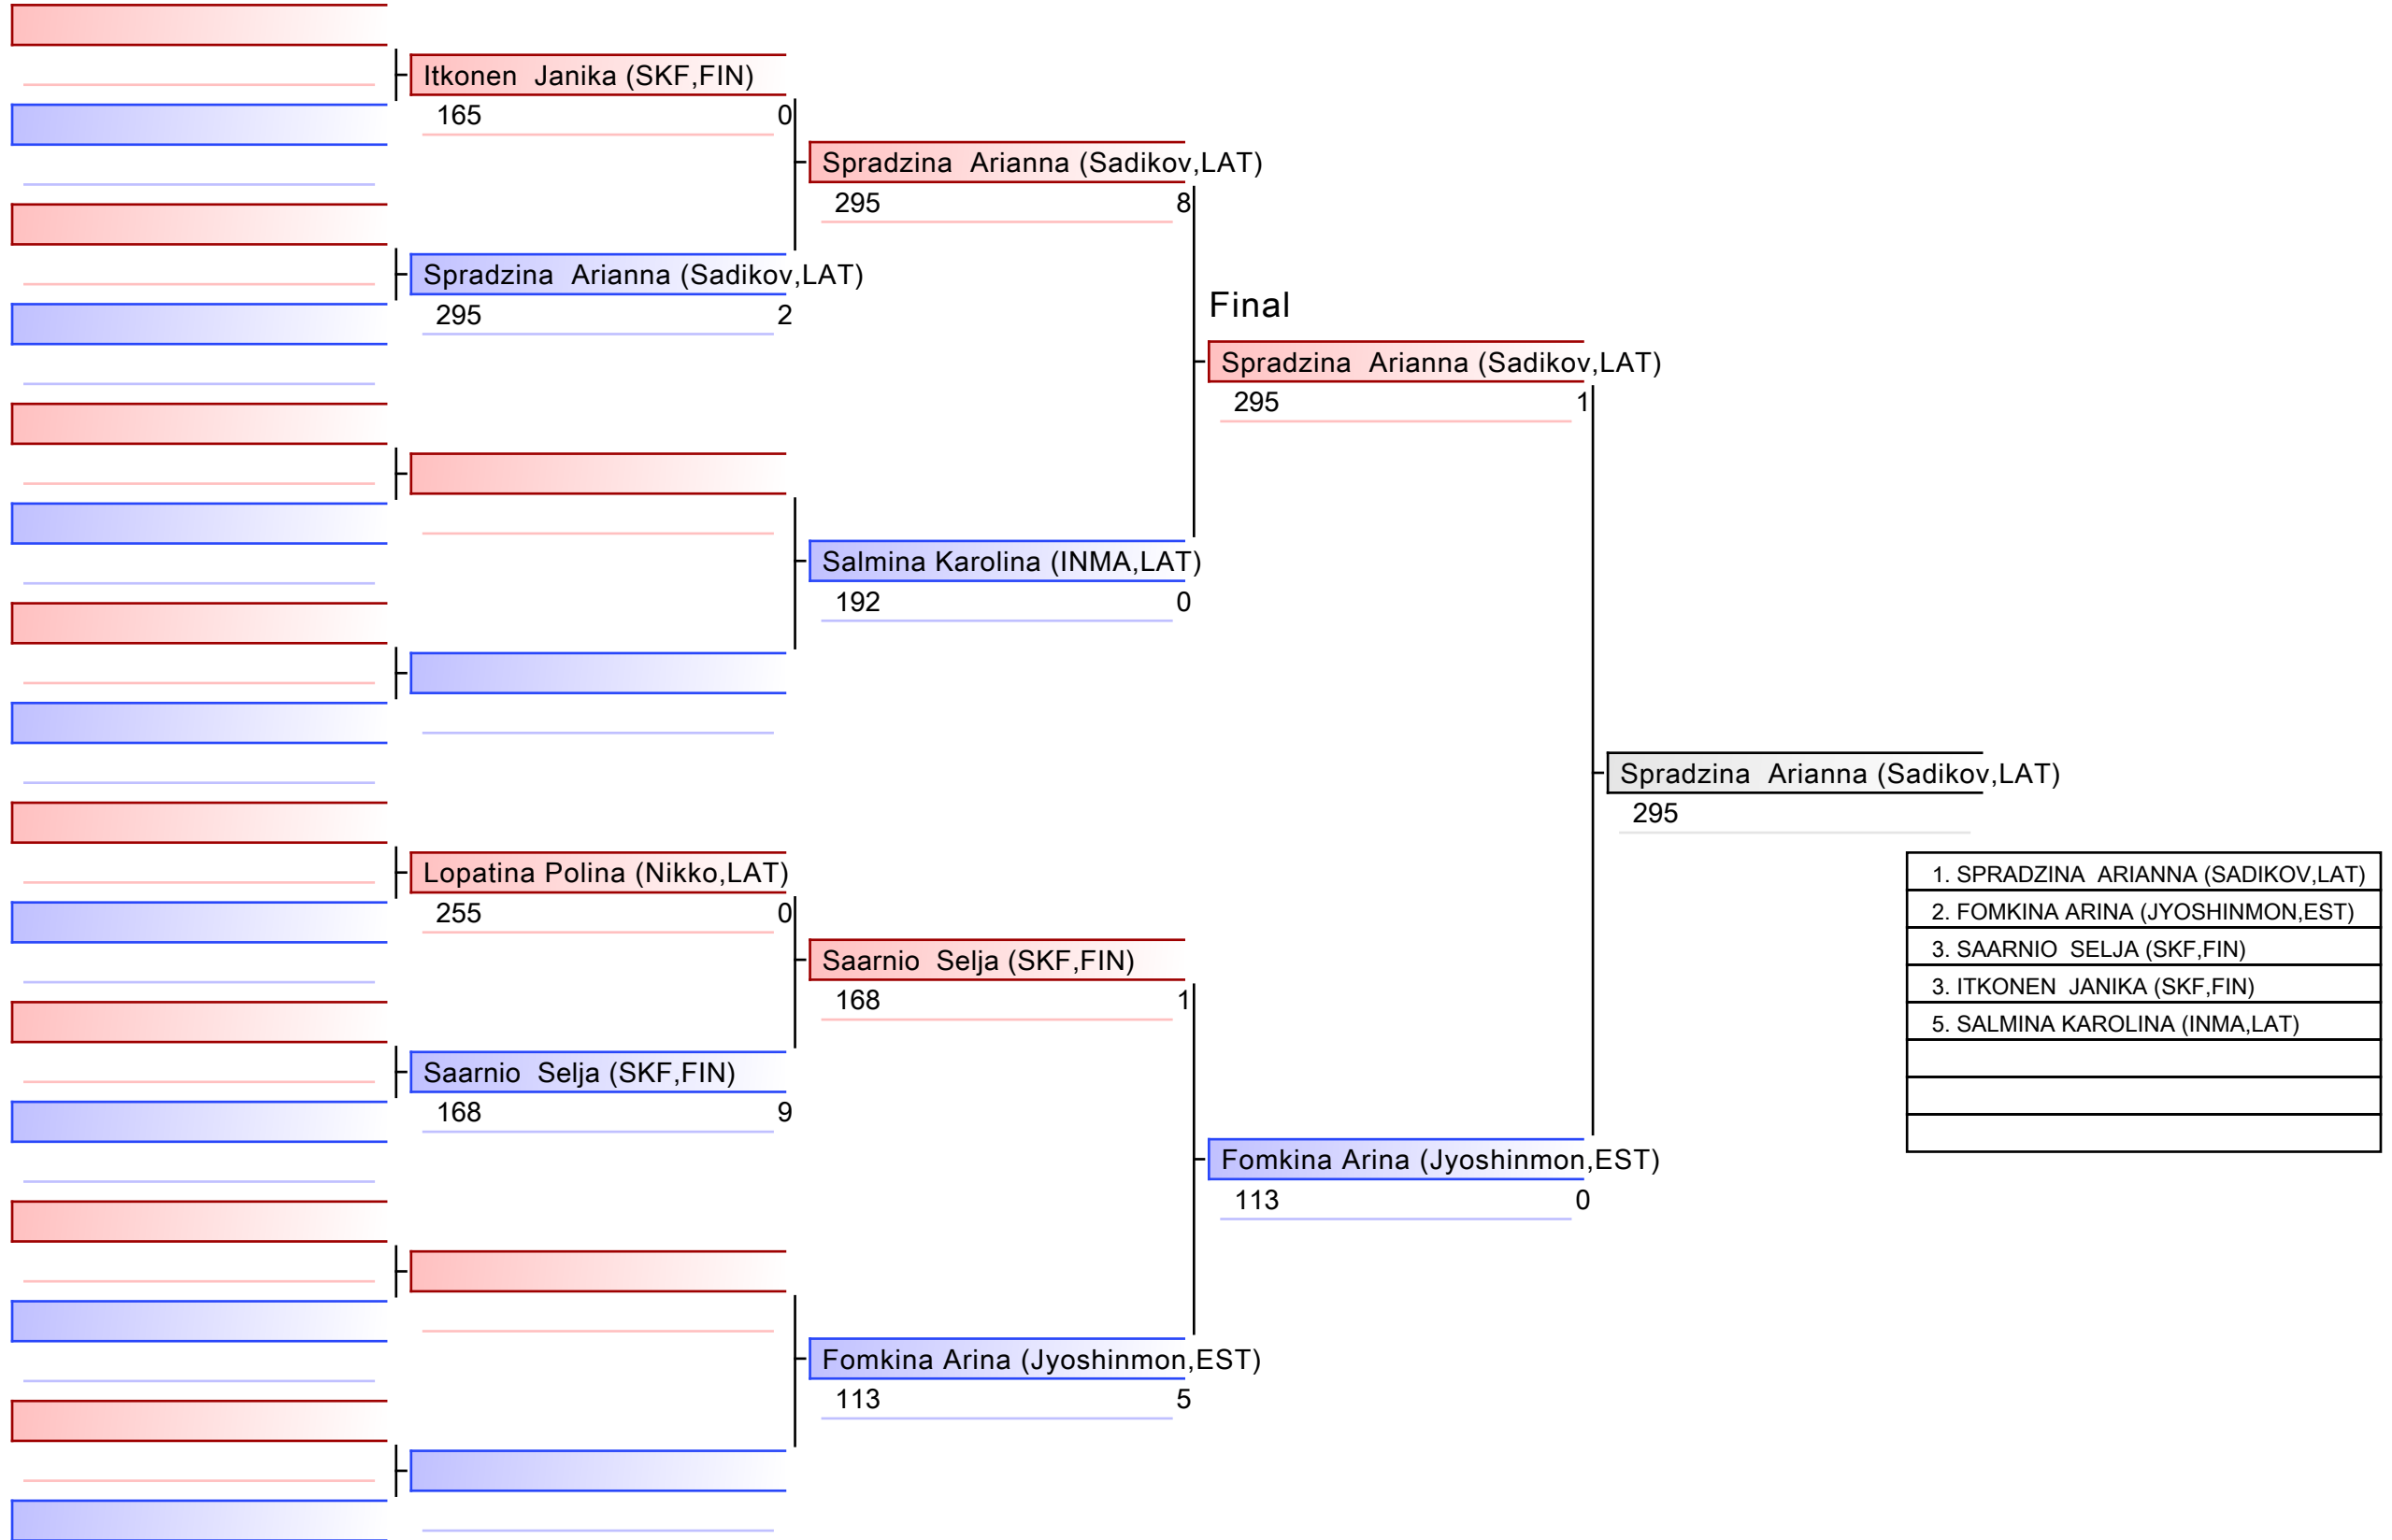 Itkonen  Janika (SKF,FIN)
165 0
Spradzina  Arianna (Sadikov,LAT)
295 8
Spradzina  Arianna (Sadikov,LAT)
295 2
Final
Spradzina  Arianna (Sadikov,LAT)
295 1
Salmina Karolina (INMA,LAT)
192 0
Spradzina  Arianna (Sadikov,LAT)
295
Lopatina Polina (Nikko,LAT)
255 0
Saarnio  Selja (SKF,FIN)
168 1
Saarnio  Selja (SKF,FIN)
168 9
Fomkina Arina (Jyoshinmon,EST)
113 0
Fomkina Arina (Jyoshinmon,EST)
113 5
1. SPRADZINA  ARIANNA (SADIKOV,LAT)
2. FOMKINA ARINA (JYOSHINMON,EST)
3. SAARNIO  SELJA (SKF,FIN)
3. ITKONEN  JANIKA (SKF,FIN)
5. SALMINA KAROLINA (INMA,LAT)